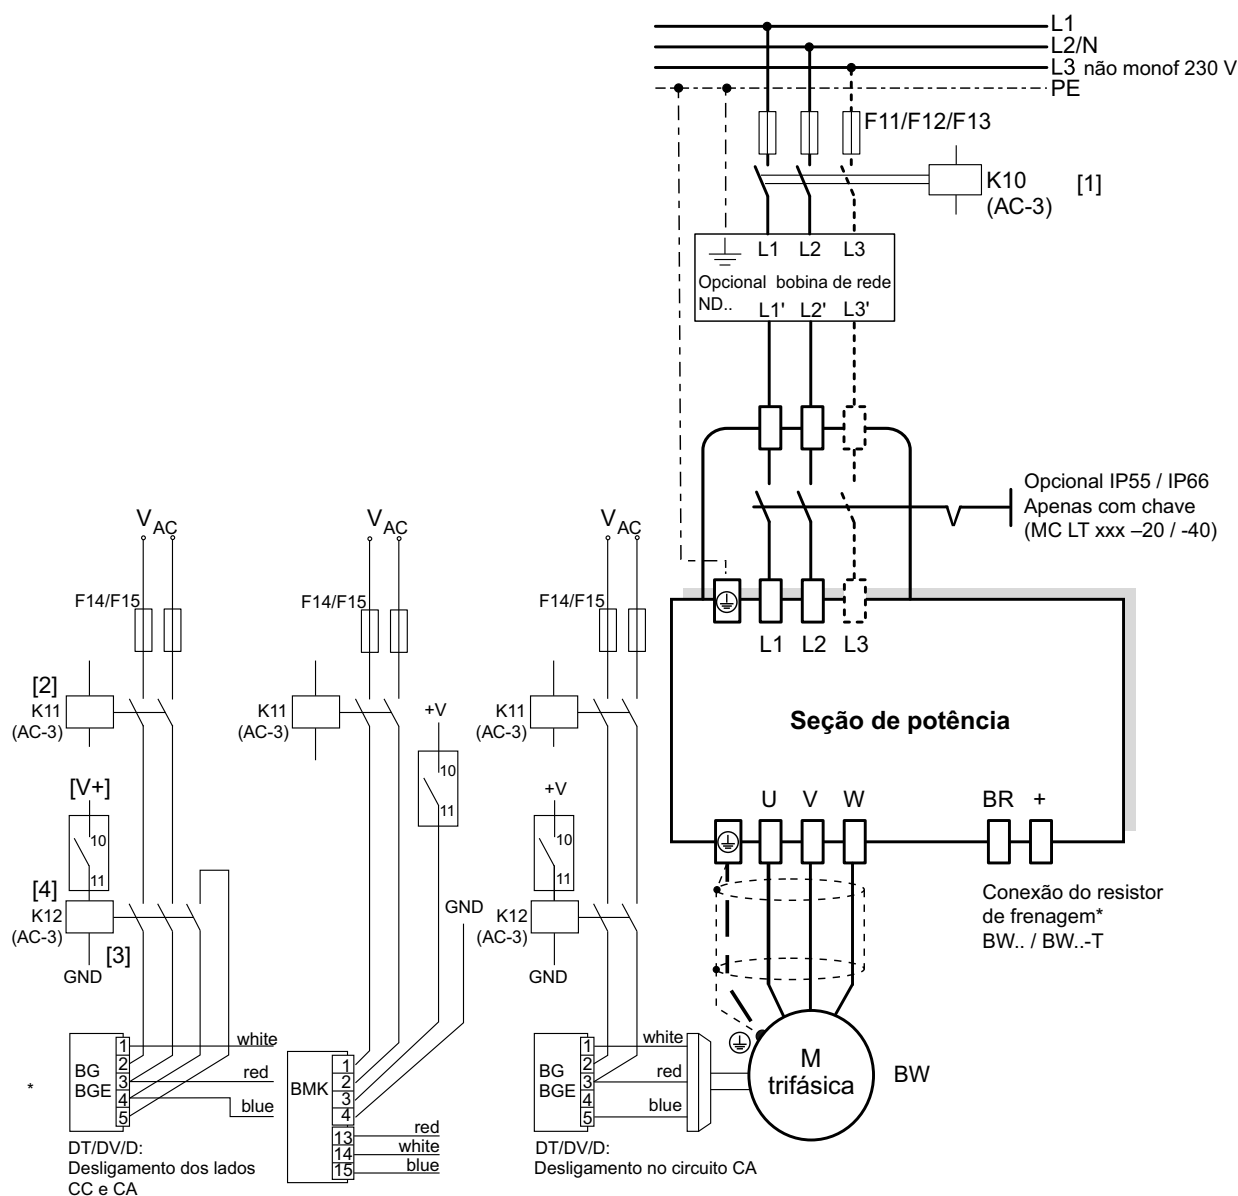 L1
L2/N
L3 não monof 230 V
PE
F11/F12/F13
K10 [1]
(AC-3)
L1 L2 L3
Opcional bobina de rede
ND..
L1' L2' L3'
Opcional IP55 / IP66
Apenas com chave
(MC LT xxx –20 / -40)
L1 L2 L3
Seção de potência
U V W BR +
Conexão do resistor
de frenagem*
BW.. / BW..-T
M
trifásica
BW
VAC
F14/F15
[2]
K11
(AC-3)
[V+]
10
11
[4]
K12
(AC-3)
[3]
GND
1
2
3
4
5
BG
BGE
white
red
blue
*
DT/DV/D:
Desligamento dos lados
CC e CA
VAC
F14/F15
K11
(AC-3)
+V
10
11
GND
BMK
1
2
3
4
13
14
15
red
white
blue
VAC
F14/F15
K11
(AC-3)
+V
10
11
K12
(AC-3)
GND
BG
BGE
1
2
3
4
5
white
red
blue
DT/DV/D:
Desligamento no circuito CA